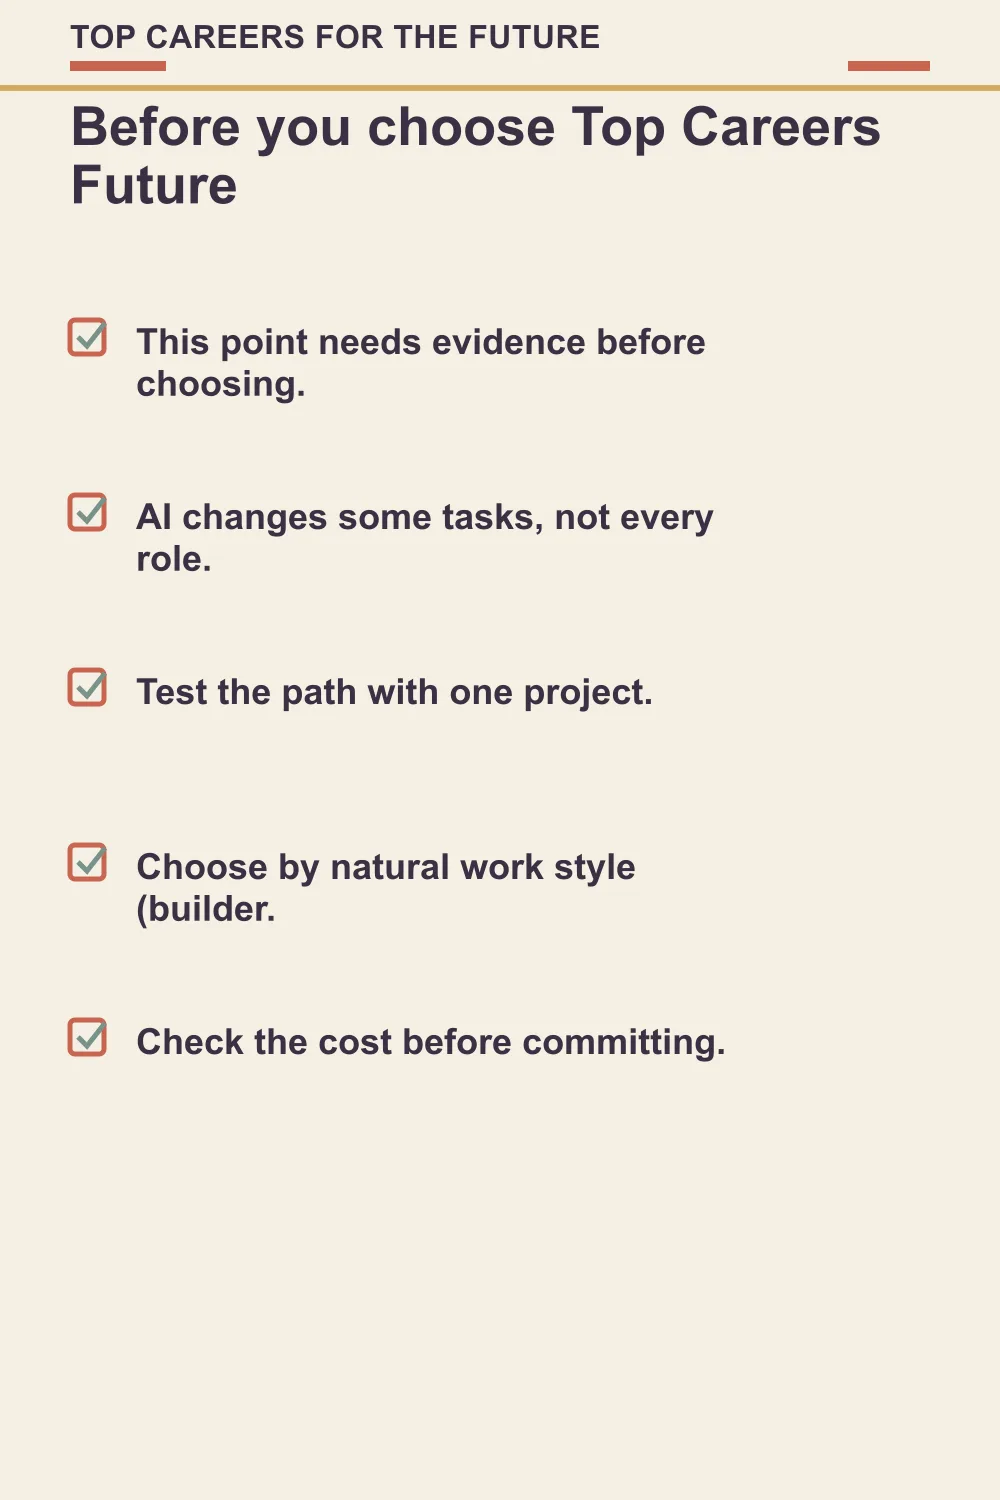 TOP CAREERS FOR THE FUTURE
Before you choose Top Careers
Future
This point needs evidence before
choosing.
AI changes some tasks, not every
role.
Test the path with one project.
Choose by natural work style
(builder.
Check the cost before committing.